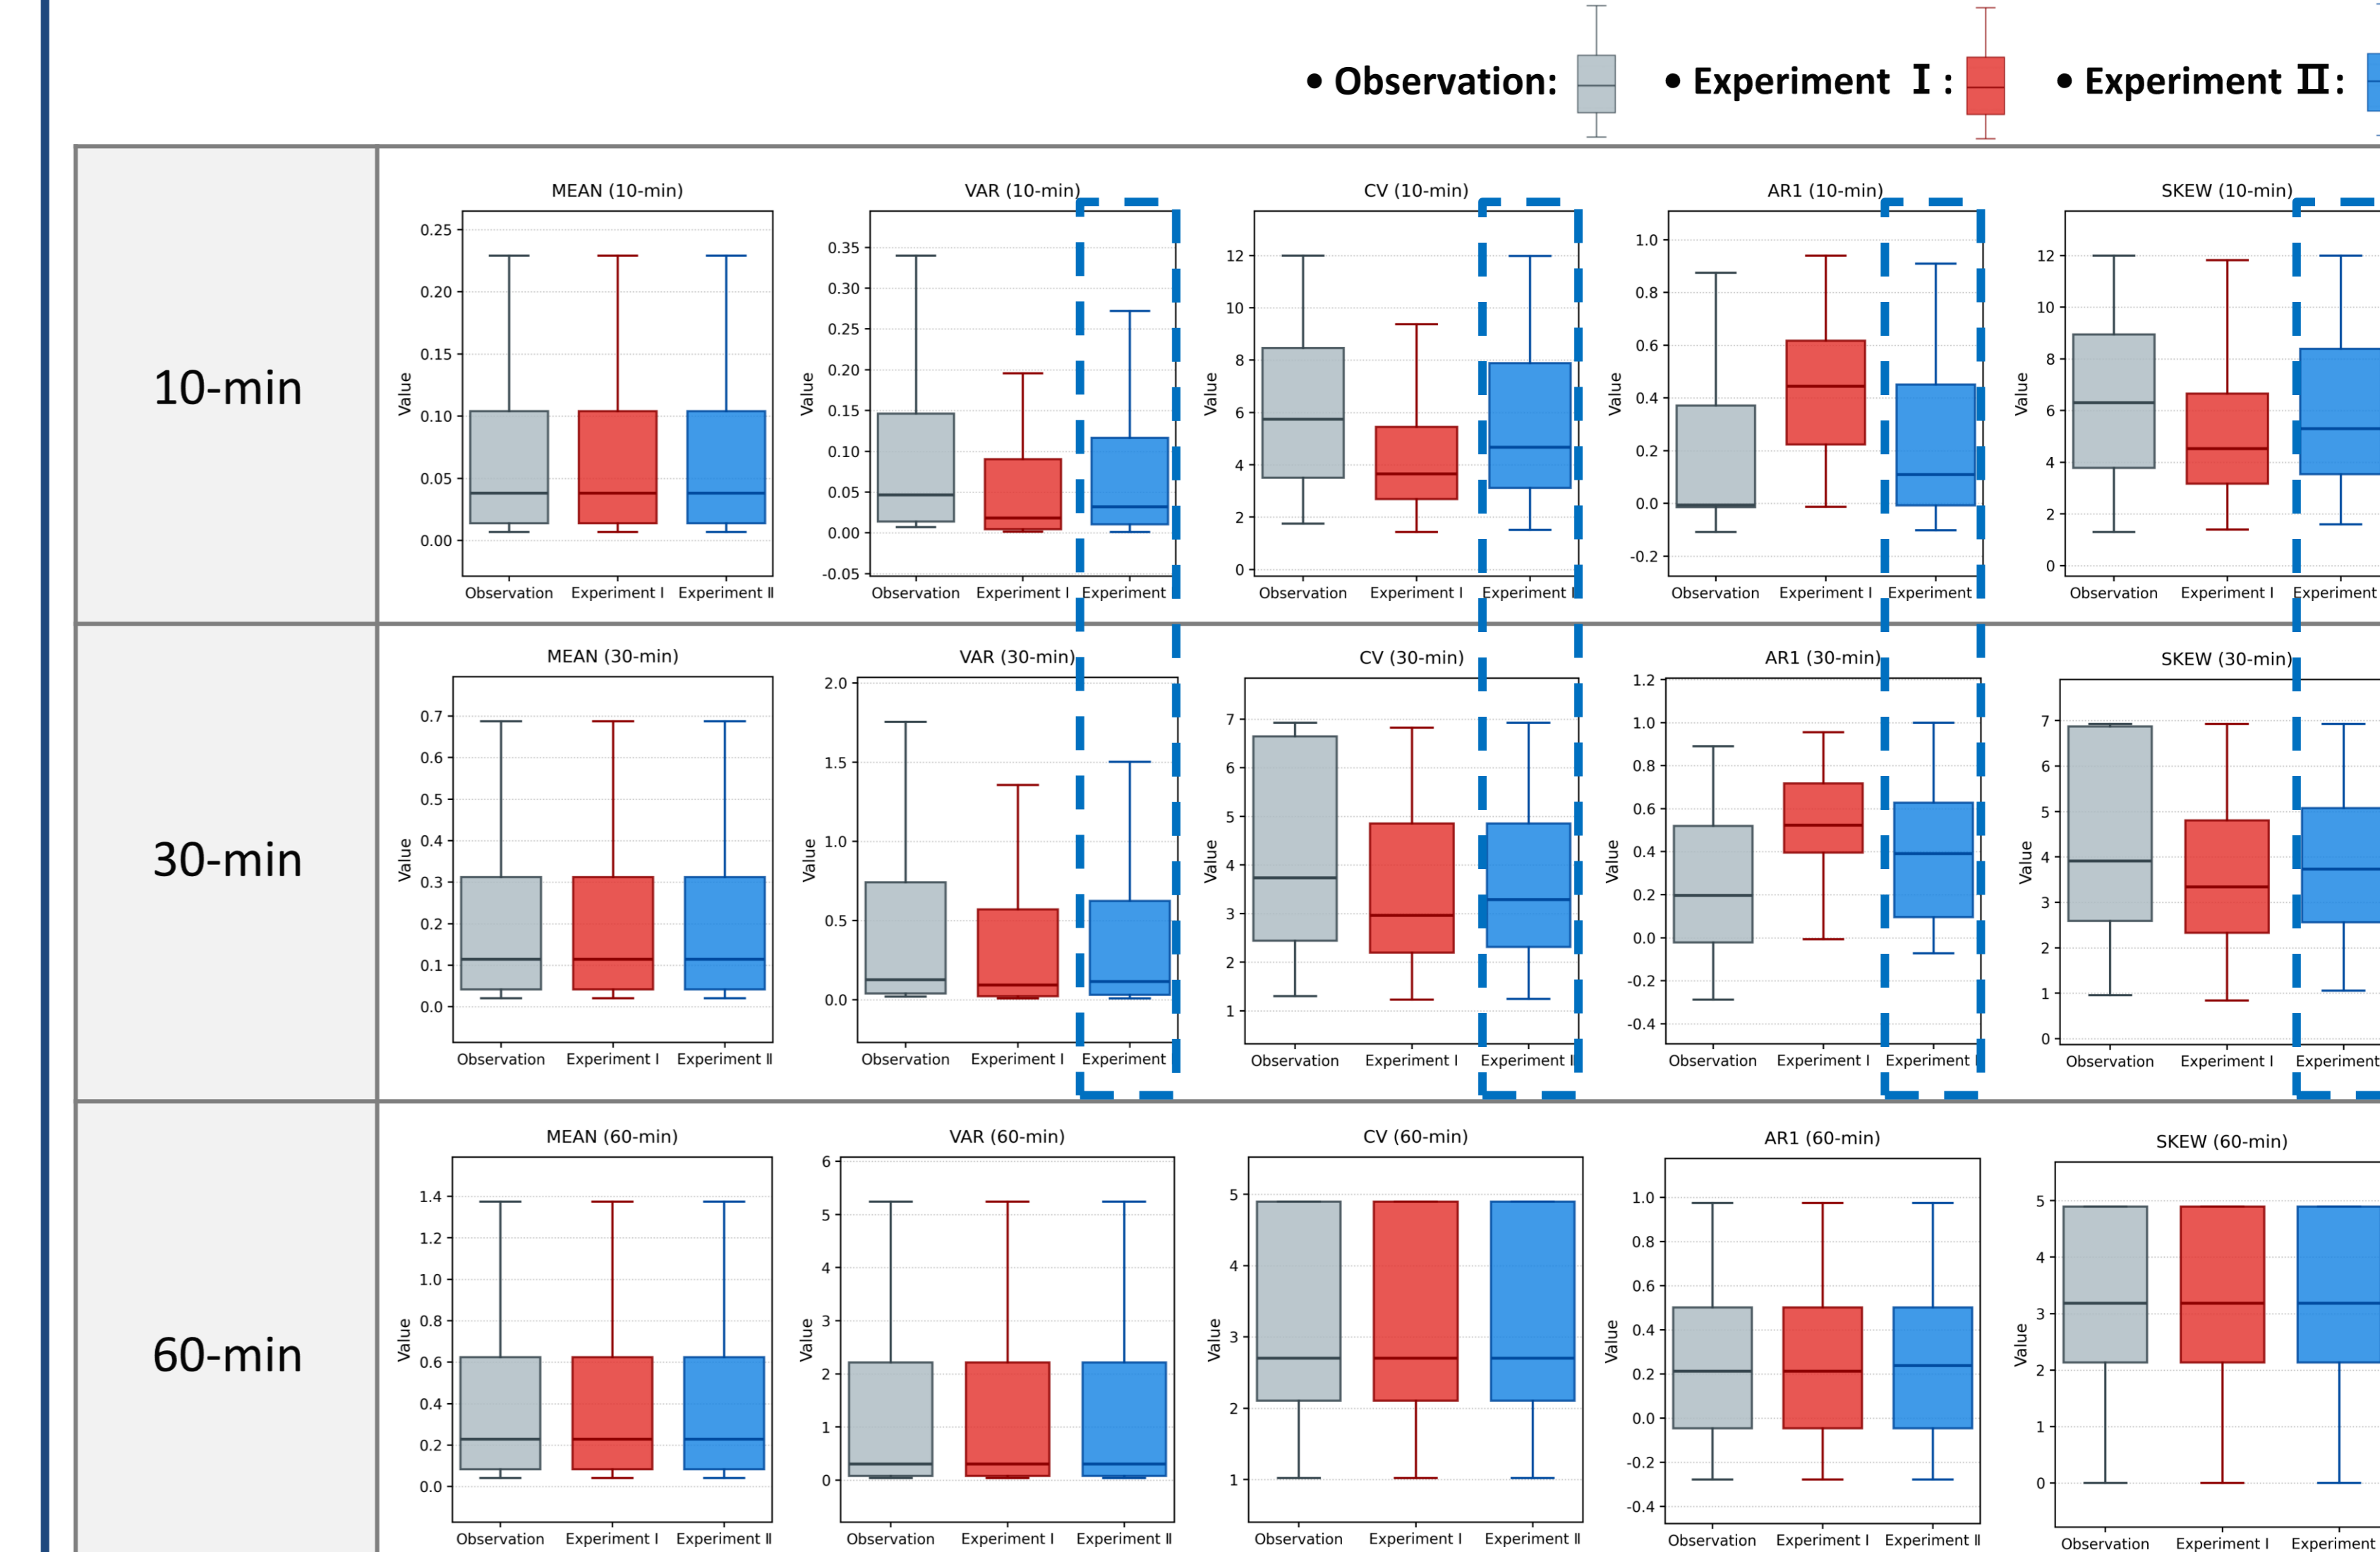 • Observation: • Experiment Ⅰ: • Experiment Ⅱ:
10-min
MEAN (10-min)
Value
0.25
0.20
0.15
0.10
0.05
0.00
Observation Experiment Ⅰ Experiment Ⅱ
VAR (10-min)
Value
0.35
0.30
0.25
0.20
0.15
0.10
0.05
0.00
-0.05
Observation Experiment Ⅰ Experiment
CV (10-min)
Value
12
10
8
6
4
2
0
Observation Experiment Ⅰ Experiment
AR1 (10-min)
Value
1.0
0.8
0.6
0.4
0.2
0.0
-0.2
Observation Experiment Ⅰ Experiment
SKEW (10-min)
Value
12
10
8
6
4
2
0
Observation Experiment Ⅰ Experiment
30-min
MEAN (30-min)
Value
0.7
0.6
0.5
0.4
0.3
0.2
0.1
0.0
Observation Experiment Ⅰ Experiment Ⅱ
VAR (30-min)
Value
2.0
1.5
1.0
0.5
0.0
Observation Experiment Ⅰ Experiment
CV (30-min)
Value
7
6
5
4
3
2
1
Observation Experiment Ⅰ Experiment
AR1 (30-min)
Value
1.2
1.0
0.8
0.6
0.4
0.2
0.0
-0.2
-0.4
Observation Experiment Ⅰ Experiment
SKEW (30-min)
Value
7
6
5
4
3
2
1
0
Observation Experiment Ⅰ Experiment
60-min
MEAN (60-min)
Value
1.4
1.2
1.0
0.8
0.6
0.4
0.2
0.0
Observation Experiment Ⅰ Experiment Ⅱ
VAR (60-min)
Value
6
5
4
3
2
1
0
Observation Experiment Ⅰ Experiment Ⅱ
CV (60-min)
Value
5
4
3
2
1
Observation Experiment Ⅰ Experiment Ⅱ
AR1 (60-min)
Value
1.0
0.8
0.6
0.4
0.2
0.0
-0.2
-0.4
Observation Experiment Ⅰ Experiment Ⅱ
SKEW (60-min)
Value
5
4
3
2
1
0
Observation Experiment Ⅰ Experiment